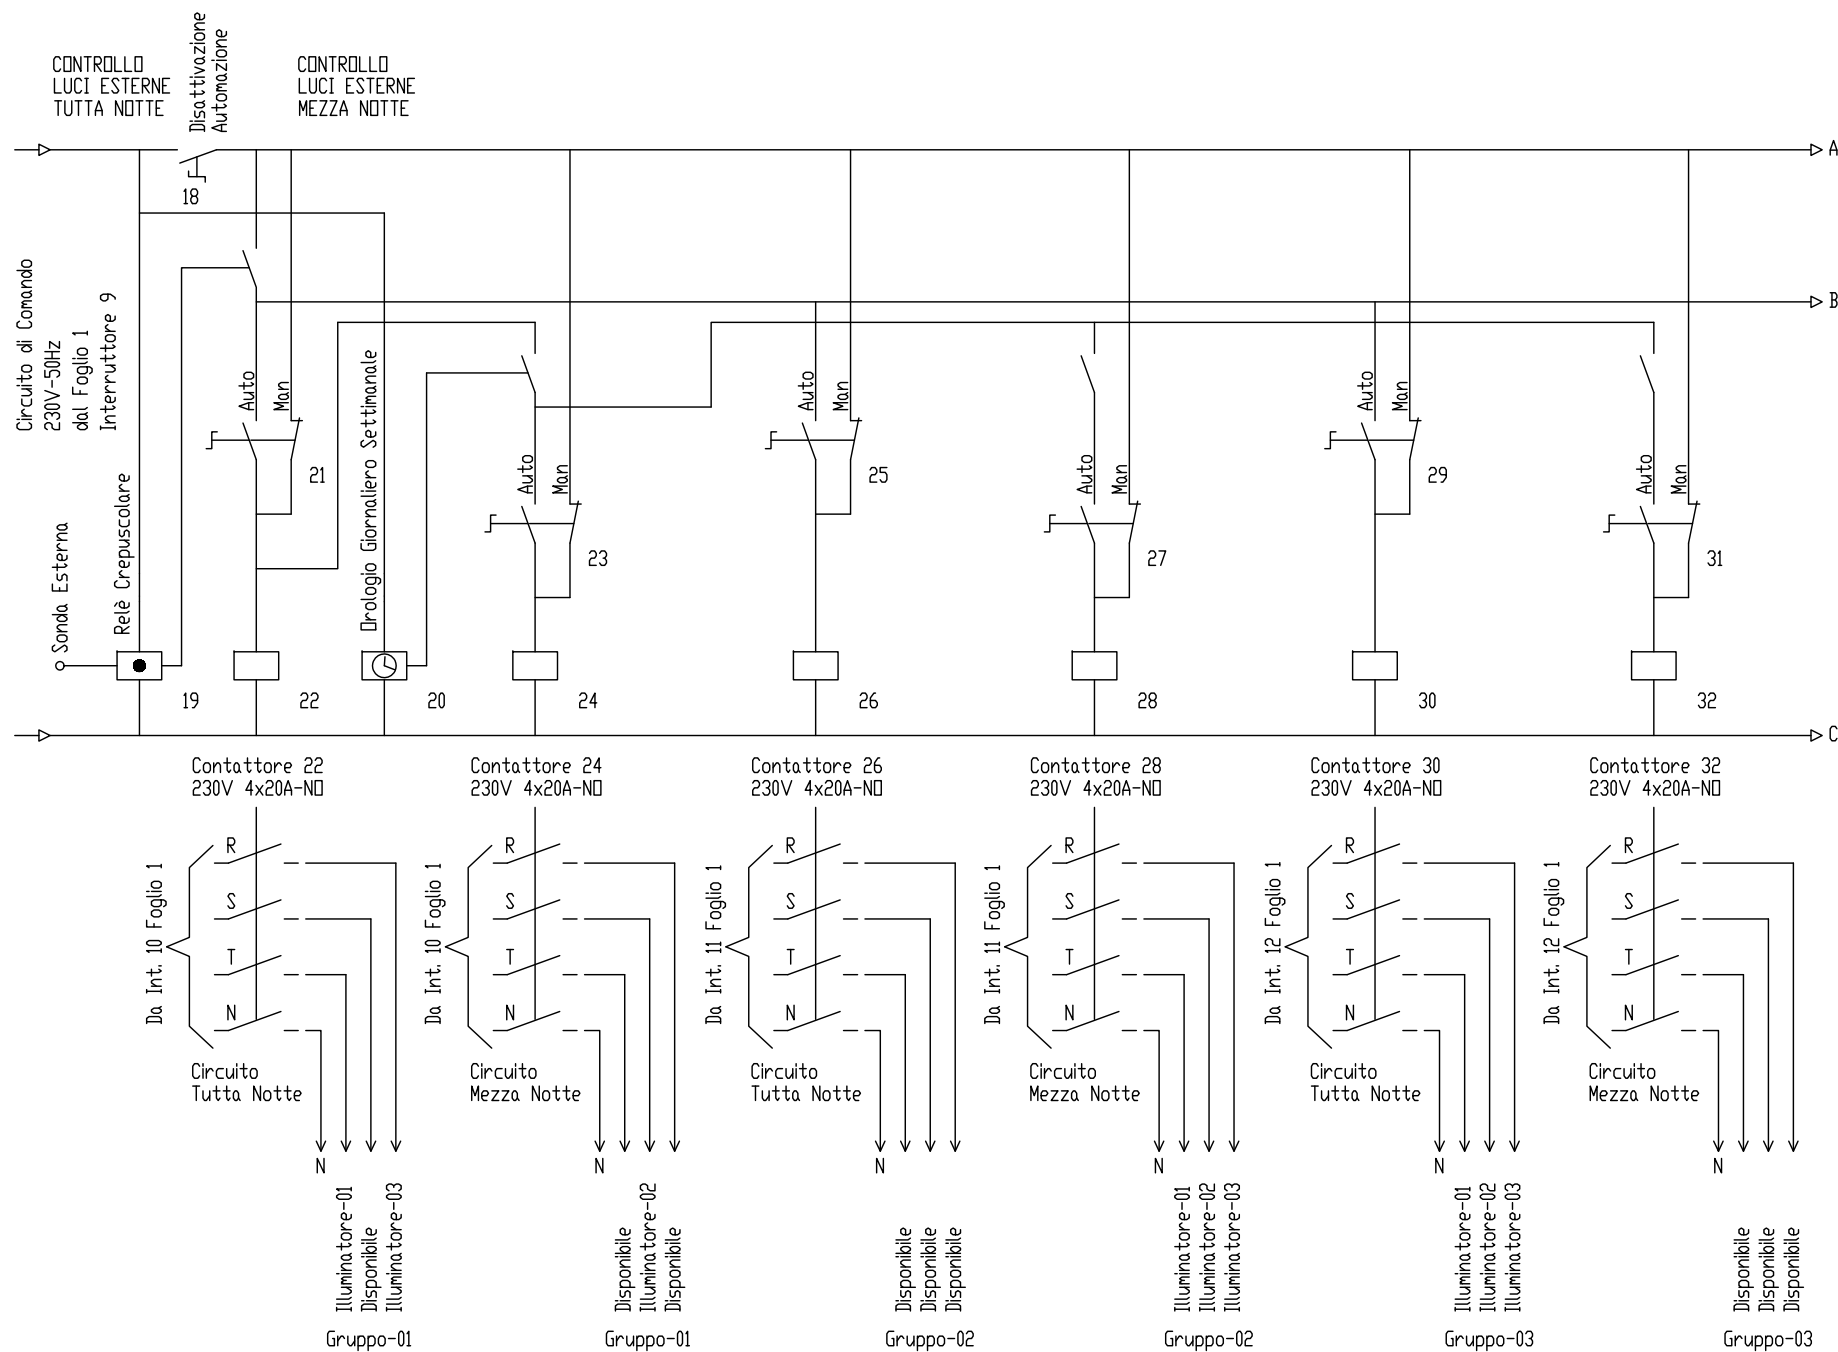 CONTROLLO
LUCI ESTERNE
TUTTA NOTTE
Disattivazione
Automazione
CONTROLLO
LUCI ESTERNE
MEZZA NOTTE
A
18
Circuito di Comando
230V-50Hz
dal Foglio 1
Interruttore 9
B
Auto
Man
21
Orologio Giornaliero Settimanale
Auto
Man
23
Auto
Man
25
Auto
Man
27
Auto
Man
29
Auto
Man
31
Sonda Esterna
Relè Crepuscolare
19
22
20
24
26
28
30
32
C
Contattore 22
230V 4x20A-NO
Contattore 24
230V 4x20A-NO
Contattore 26
230V 4x20A-NO
Contattore 28
230V 4x20A-NO
Contattore 30
230V 4x20A-NO
Contattore 32
230V 4x20A-NO
Da Int. 10 Foglio 1
R
S
T
N
Da Int. 10 Foglio 1
R
S
T
N
Da Int. 11 Foglio 1
R
S
T
N
Da Int. 11 Foglio 1
R
S
T
N
Da Int. 12 Foglio 1
R
S
T
N
Da Int. 12 Foglio 1
R
S
T
N
Circuito
Tutta Notte
Circuito
Mezza Notte
Circuito
Tutta Notte
Circuito
Mezza Notte
Circuito
Tutta Notte
Circuito
Mezza Notte
N
Illuminatore-01
Disponibile
Illuminatore-03
N
Disponibile
Illuminatore-02
Disponibile
N
Disponibile
Disponibile
Disponibile
N
Illuminatore-01
Illuminatore-02
Illuminatore-03
N
Illuminatore-01
Illuminatore-02
Illuminatore-03
N
Disponibile
Disponibile
Disponibile
Gruppo-01
Gruppo-01
Gruppo-02
Gruppo-02
Gruppo-03
Gruppo-03